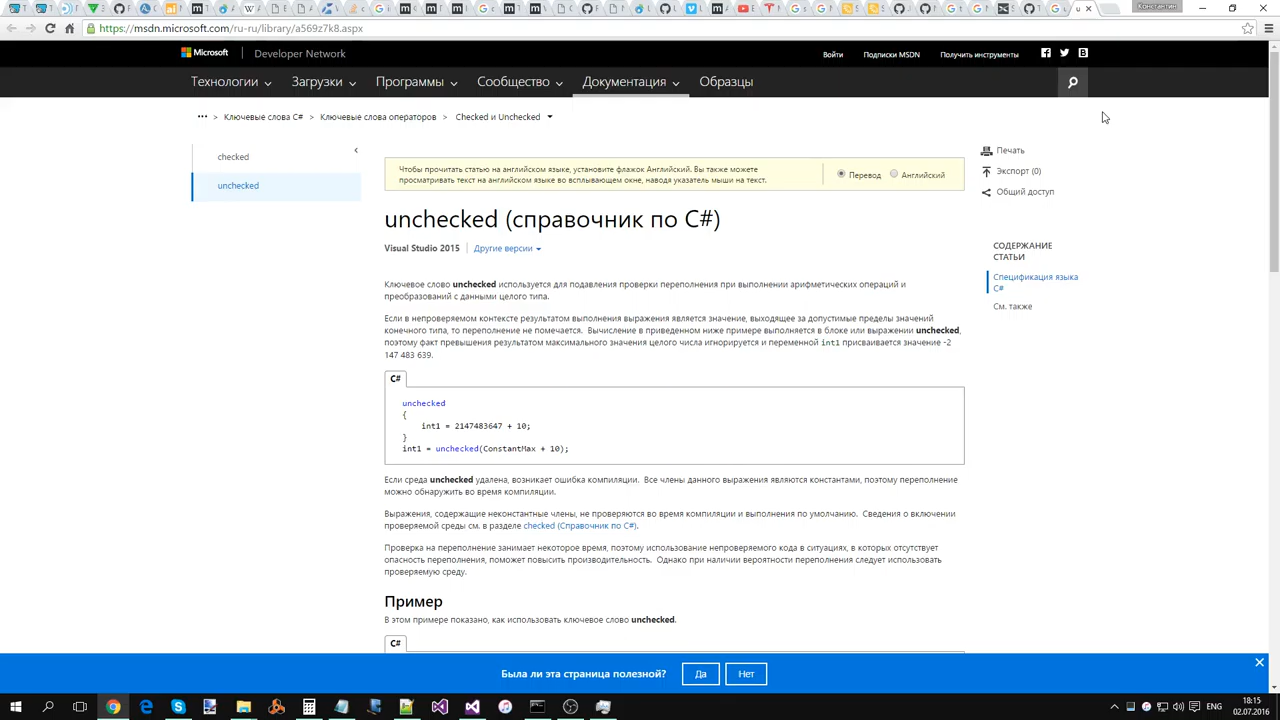 Константин
https://msdn.microsoft.com/ru-ru/library/a569z7k8.aspx
Microsoft Developer Network
Войти Подписки MSDN Получить инструменты
Технологии Загрузки Программы Сообщество Документация Образцы
••• > Ключевые слова C# > Ключевые слова операторов > Checked и Unchecked
checked
unchecked
Чтобы прочитать статью на английском языке, установите флажок Английский. Вы также можете
просматривать текст на английском языке во всплывающем окне, наводя указатель мыши на текст.
Перевод Английский
Печать
Экспорт (0)
Общий доступ
unchecked (справочник по C#)
Visual Studio 2015 Другие версии
СОДЕРЖАНИЕ
СТАТЬИ
Спецификация языка
C#
См. также
Ключевое слово unchecked используется для подавления проверки переполнения при выполнении арифметических операций и
преобразований с данными целого типа.
Если в непроверяемом контексте результатом выполнения выражения является значение, выходящее за допустимые пределы значений
конечного типа, то переполнение не помечается. Вычисление в приведенном ниже примере выполняется в блоке или выражении unchecked,
поэтому факт превышения результатом максимального значения целого числа игнорируется и переменной int1 присваивается значение -2
147 483 639.
C#
unchecked
{
int1 = 2147483647 + 10;
}
int1 = unchecked(ConstantMax + 10);
Если среда unchecked удалена, возникает ошибка компиляции. Все члены данного выражения являются константами, поэтому переполнение
можно обнаружить во время компиляции.
Выражения, содержащие неконстантные члены, не проверяются во время компиляции и выполнения по умолчанию. Сведения о включении
проверяемой среды см. в разделе checked (Справочник по C#).
Проверка на переполнение занимает некоторое время, поэтому использование непроверяемого кода в ситуациях, в которых отсутствует
опасность переполнения, поможет повысить производительность. Однако при наличии вероятности переполнения следует использовать
проверяемую среду.
Пример
В этом примере показано, как использовать ключевое слово unchecked.
C#
Была ли эта страница полезной? Да Нет
ENG
18:15
02.07.2016